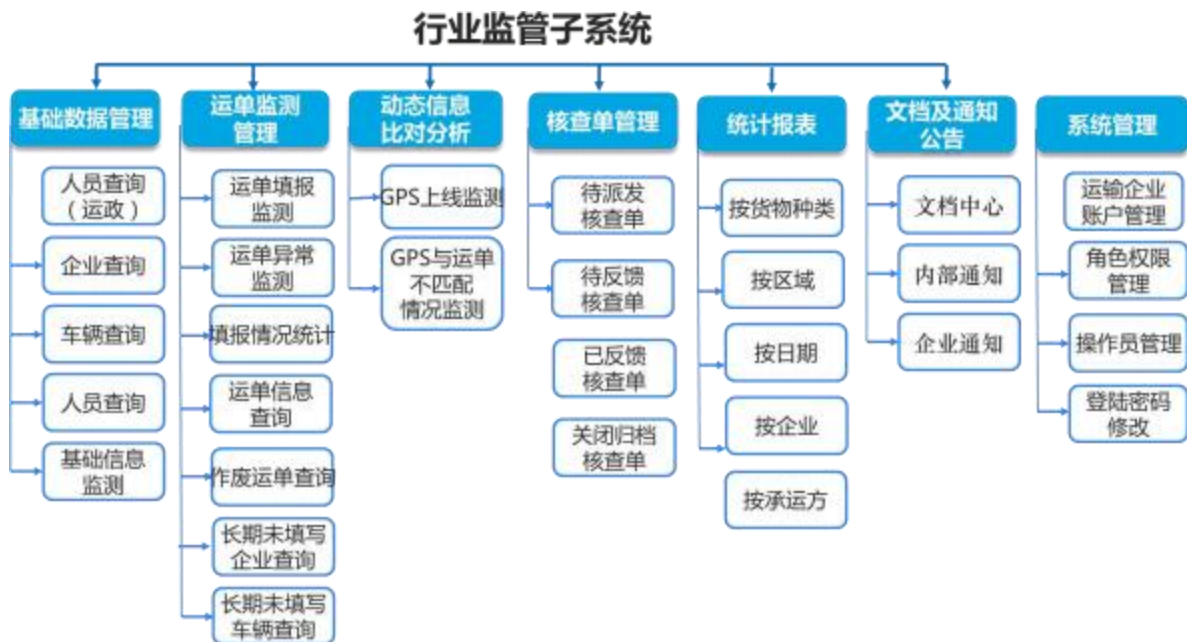 行业监管子系统
基础数据管理
人员查询
（运政）
企业查询
车辆查询
人员查询
基础信息
监测
运单监测
管理
运单填报
监测
运单异常
监测
填报情况统计
运单信息
查询
作废运单查询
长期未填写
企业查询
长期未填写
车辆查询
动态信息
比对分析
GPS上线监测
GPS与运单
不匹配
情况监测
核查单管理
待派发
核查单
待反馈
核查单
已反馈
核查单
关闭归档
核查单
统计报表
按货物种类
按区域
按日期
按企业
按承运方
文档及通知
公告
文档中心
内部通知
企业通知
系统管理
运输企业
账户管理
角色权限
管理
操作员管理
登陆密码
修改